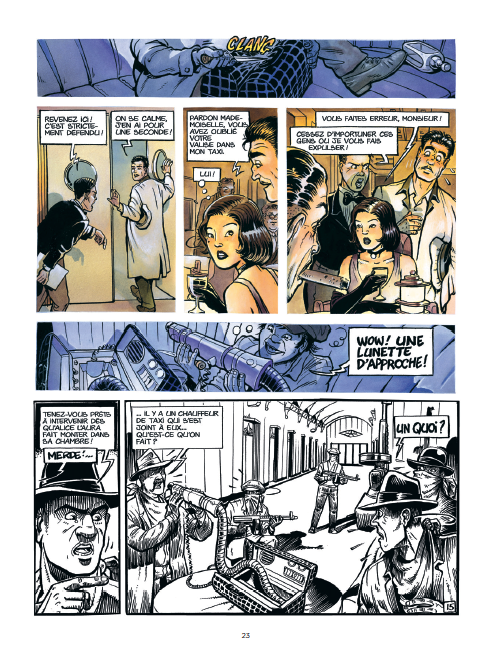 CLANG
REVENEZ ICI!
C'EST STRICTE-
MENT DÉFENDU!
ON SE CALME,
J'EN AI POUR
UNE SECONDE!
PARDON MADE-
MOISELLE, VOUS
AVEZ OUBLIÉ
VOTRE
VALISE DANS
MON TAXI.
LUI!
VOUS FAITES ERREUR, MONSIEUR!
CESSEZ D'IMPORTUNER CES
GENS OU JE VOUS FAIS
EXPULSER!
WOW! UNE
LUNETTE
D'APPROCHE!
TENEZ-VOUS PRÊTS
À INTERVENIR DÈS
QU'ALICE L'AURA
FAIT MONTER DANS
SA CHAMBRE!
MERDE!...
... IL Y A UN CHAUFFEUR
DE TAXI QUI S'EST
JOINT À EUX...
QU'EST-CE QU'ON
FAIT?
UN QUOI?
15
23